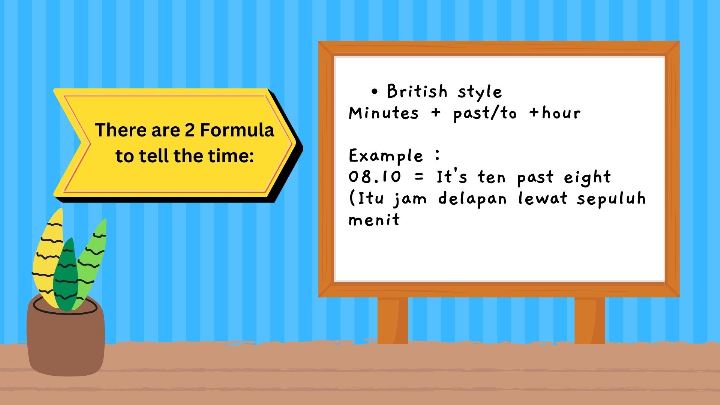 There are 2 Formula
to tell the time:
• British style
Minutes + past/to +hour
Example :
08.10 = It's ten past eight
(Itu jam delapan lewat sepuluh
menit